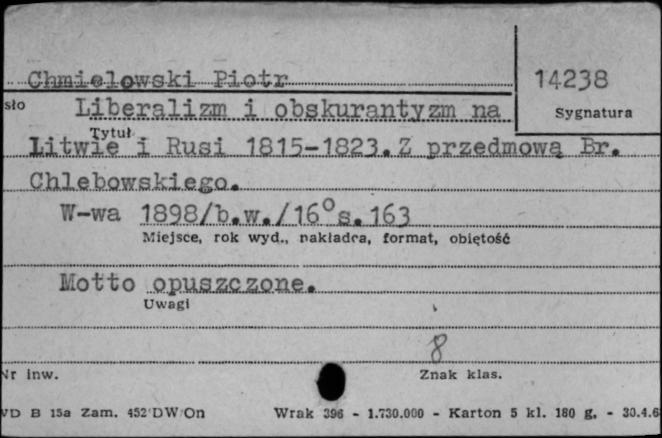 Chmielowski Piotr
14238
sło
Liberalizm i obskurantyzm na
Sygnatura
Tytuł
Litwie i Rusi 1815-1823. Z przedmową Br.
Chlebowskiego.
W-wa 1898/b.w./16° s. 163
Miejsce, rok wyd., nakładca, format, objętość
Motto opuszczone.
Uwagi
8
Nr inw.
Znak klas.
VD B 15a Zam. 452 DW On Wrak 396 - 1.730.000 - Karton 5 kl. 180 g. - 30.4.6